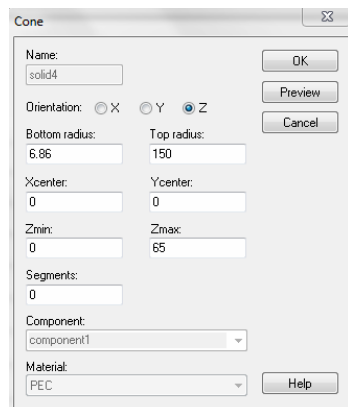 Cone
Name:
solid4
OK
Orientation: X Y Z
Preview
Bottom radius: Top radius:
Cancel
6.86 150
Xcenter: Ycenter:
0 0
Zmin: Zmax:
0 65
Segments:
0
Component:
component1
Material:
PEC
Help